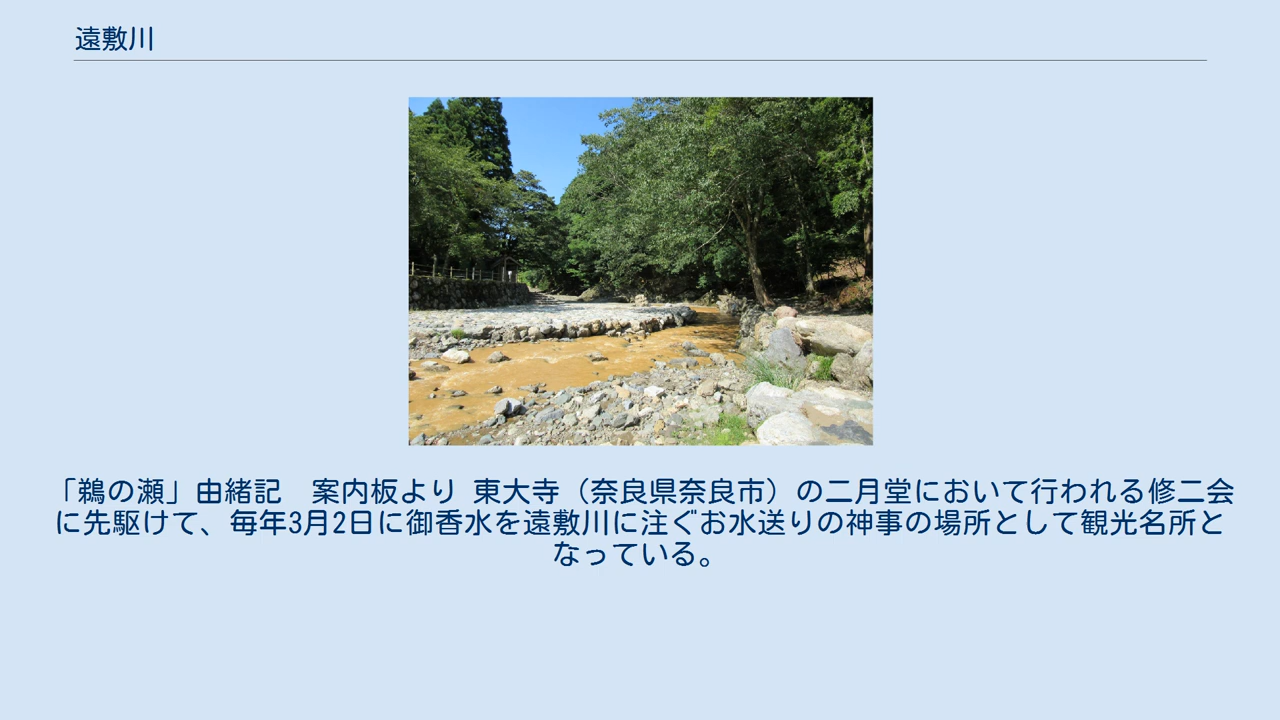 遠敷川
「鵜の瀬」由緒記　案内板より 東大寺（奈良県奈良市）の二月堂において行われる修二会
に先駆けて、毎年3月2日に御香水を遠敷川に注ぐお水送りの神事の場所として観光名所と
なっている。